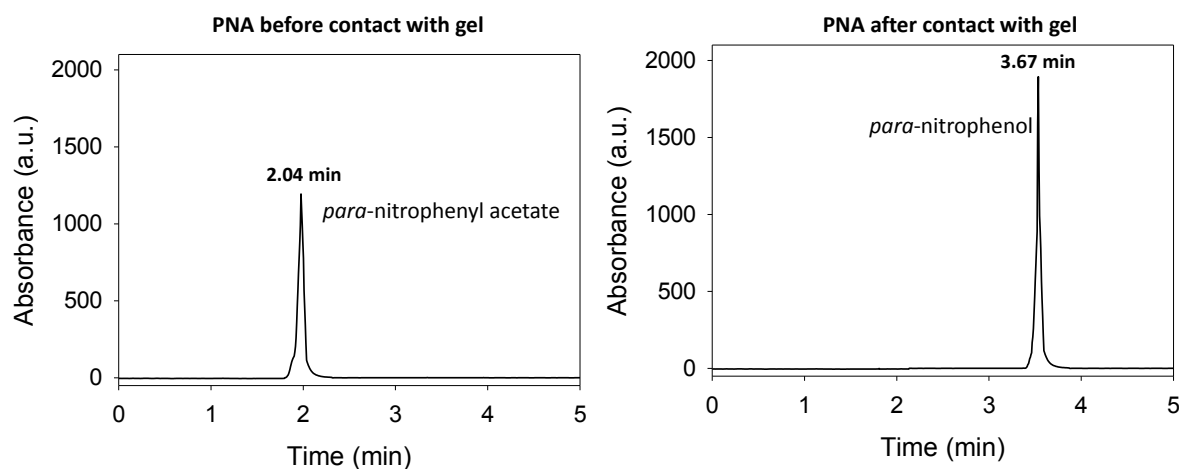 PNA before contact with gel
2000
1500
1000
500
0
Absorbance (a.u.)
2.04 min
para-nitrophenyl acetate
0 1 2 3 4 5
Time (min)
PNA after contact with gel
2000
1500
1000
500
0
Absorbance (a.u.)
3.67 min
para-nitrophenol
0 1 2 3 4 5
Time (min)